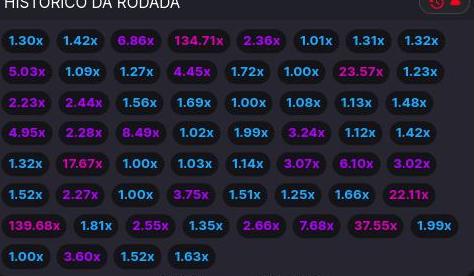 HISTÓRICO DA RODADA
1.30x 1.42x 6.86x 134.71x 2.36x 1.01x 1.31x 1.32x
5.03x 1.09x 1.27x 4.45x 1.72x 1.00x 23.57x 1.23x
2.23x 2.44x 1.56x 1.69x 1.00x 1.08x 1.13x 1.48x
4.95x 2.28x 8.49x 1.02x 1.99x 3.24x 1.12x 1.42x
1.32x 17.67x 1.00x 1.03x 1.14x 3.07x 6.10x 3.02x
1.52x 2.27x 1.00x 3.75x 1.51x 1.25x 1.66x 22.11x
139.68x 1.81x 2.55x 1.35x 2.66x 7.68x 37.55x 1.99x
1.00x 3.60x 1.52x 1.63x